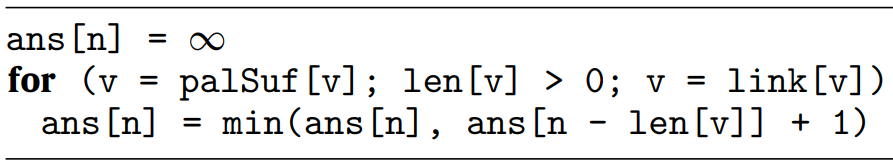 ans[n] = ∞
for (v = palSuf[v]; len[v] > 0; v = link[v])
ans[n] = min(ans[n], ans[n - len[v]] + 1)